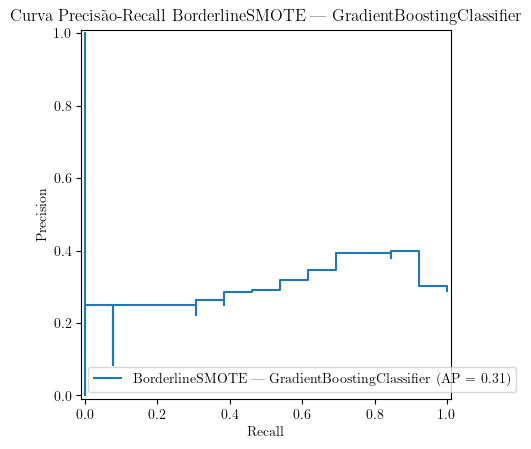 Curva Precisão-Recall BorderlineSMOTE — GradientBoostingClassifier
1.0
0.8
0.6
0.4
0.2
0.0
Precision
BorderlineSMOTE — GradientBoostingClassifier (AP = 0.31)
0.0 0.2 0.4 0.6 0.8 1.0
Recall